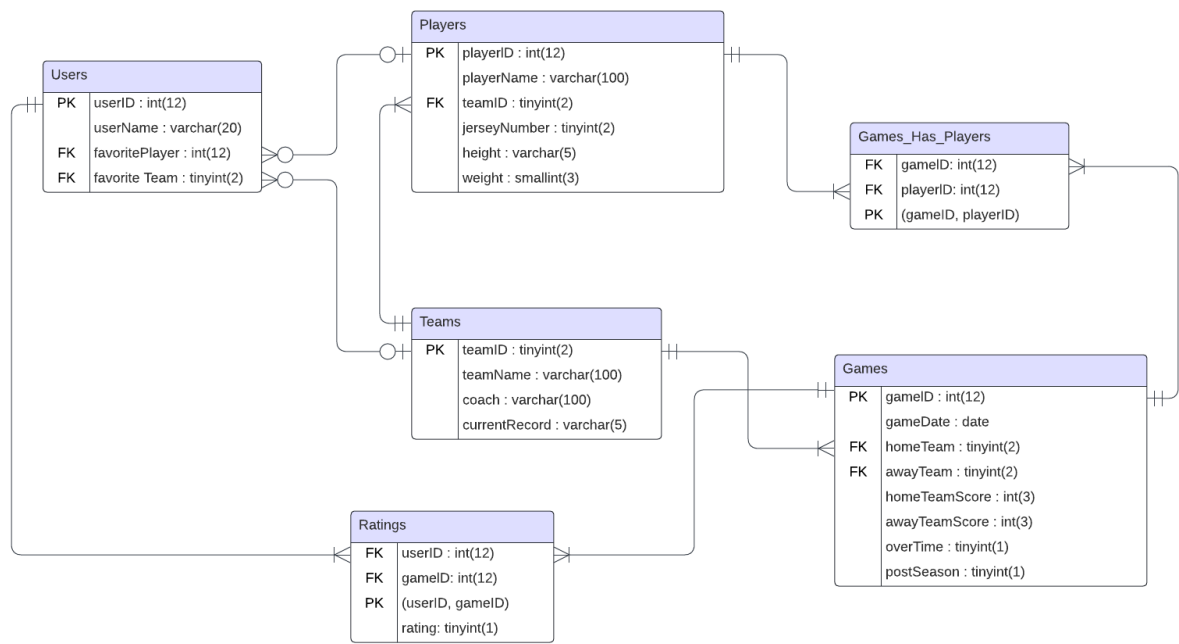 Players
PK playerID : int(12)
playerName : varchar(100)
FK teamID : tinyint(2)
jerseyNumber : tinyint(2)
height : varchar(5)
weight : smallint(3)
Users
PK userID : int(12)
userName : varchar(20)
FK favoritePlayer : int(12)
FK favorite Team : tinyint(2)
Games_Has_Players
FK gameID: int(12)
FK playerID: int(12)
PK (gameID, playerID)
Teams
PK teamID : tinyint(2)
teamName : varchar(100)
coach : varchar(100)
currentRecord : varchar(5)
Games
PK gameID : int(12)
gameDate : date
FK homeTeam : tinyint(2)
FK awayTeam : tinyint(2)
homeTeamScore : int(3)
awayTeamScore : int(3)
overTime : tinyint(1)
postSeason : tinyint(1)
Ratings
FK userID : int(12)
FK gameID: int(12)
PK (userID, gameID)
rating: tinyint(1)